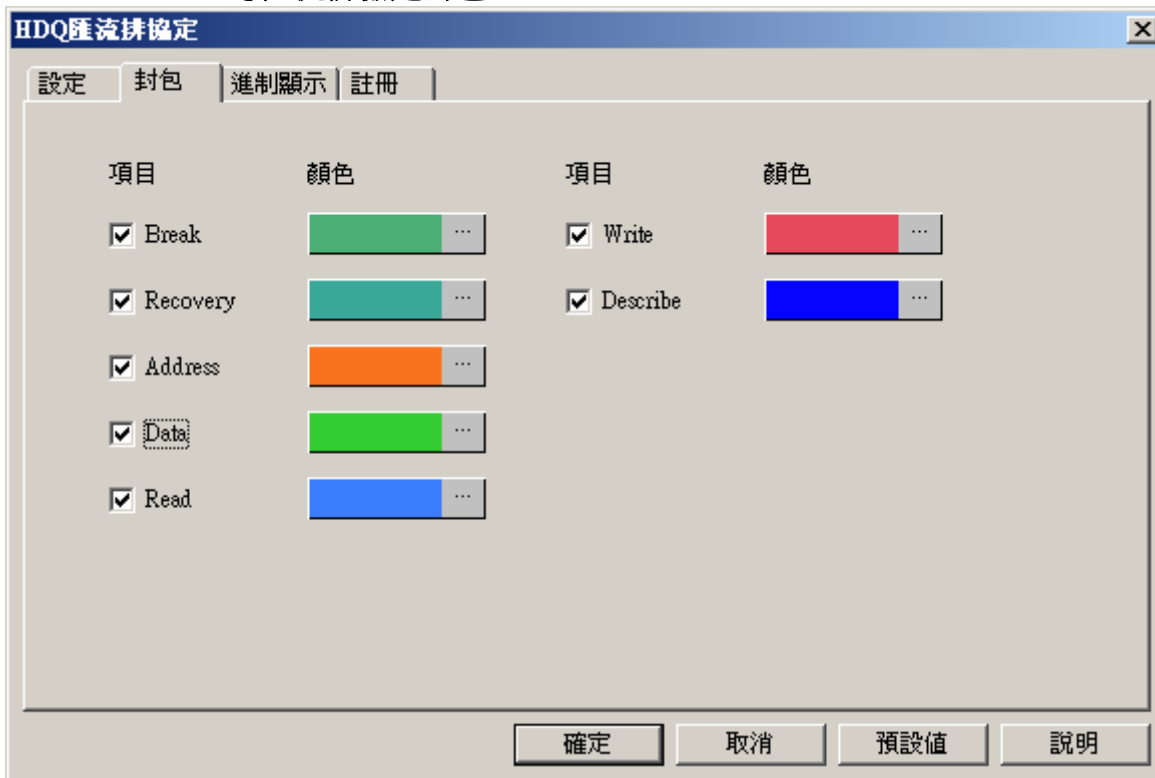 HDQ匯流排協定
設定 封包 進制顯示 註冊
項目 顏色 項目 顏色
Break ... Write ...
Recovery ... Describe ...
Address ...
Data ...
Read ...
確定 取消 預設值 說明